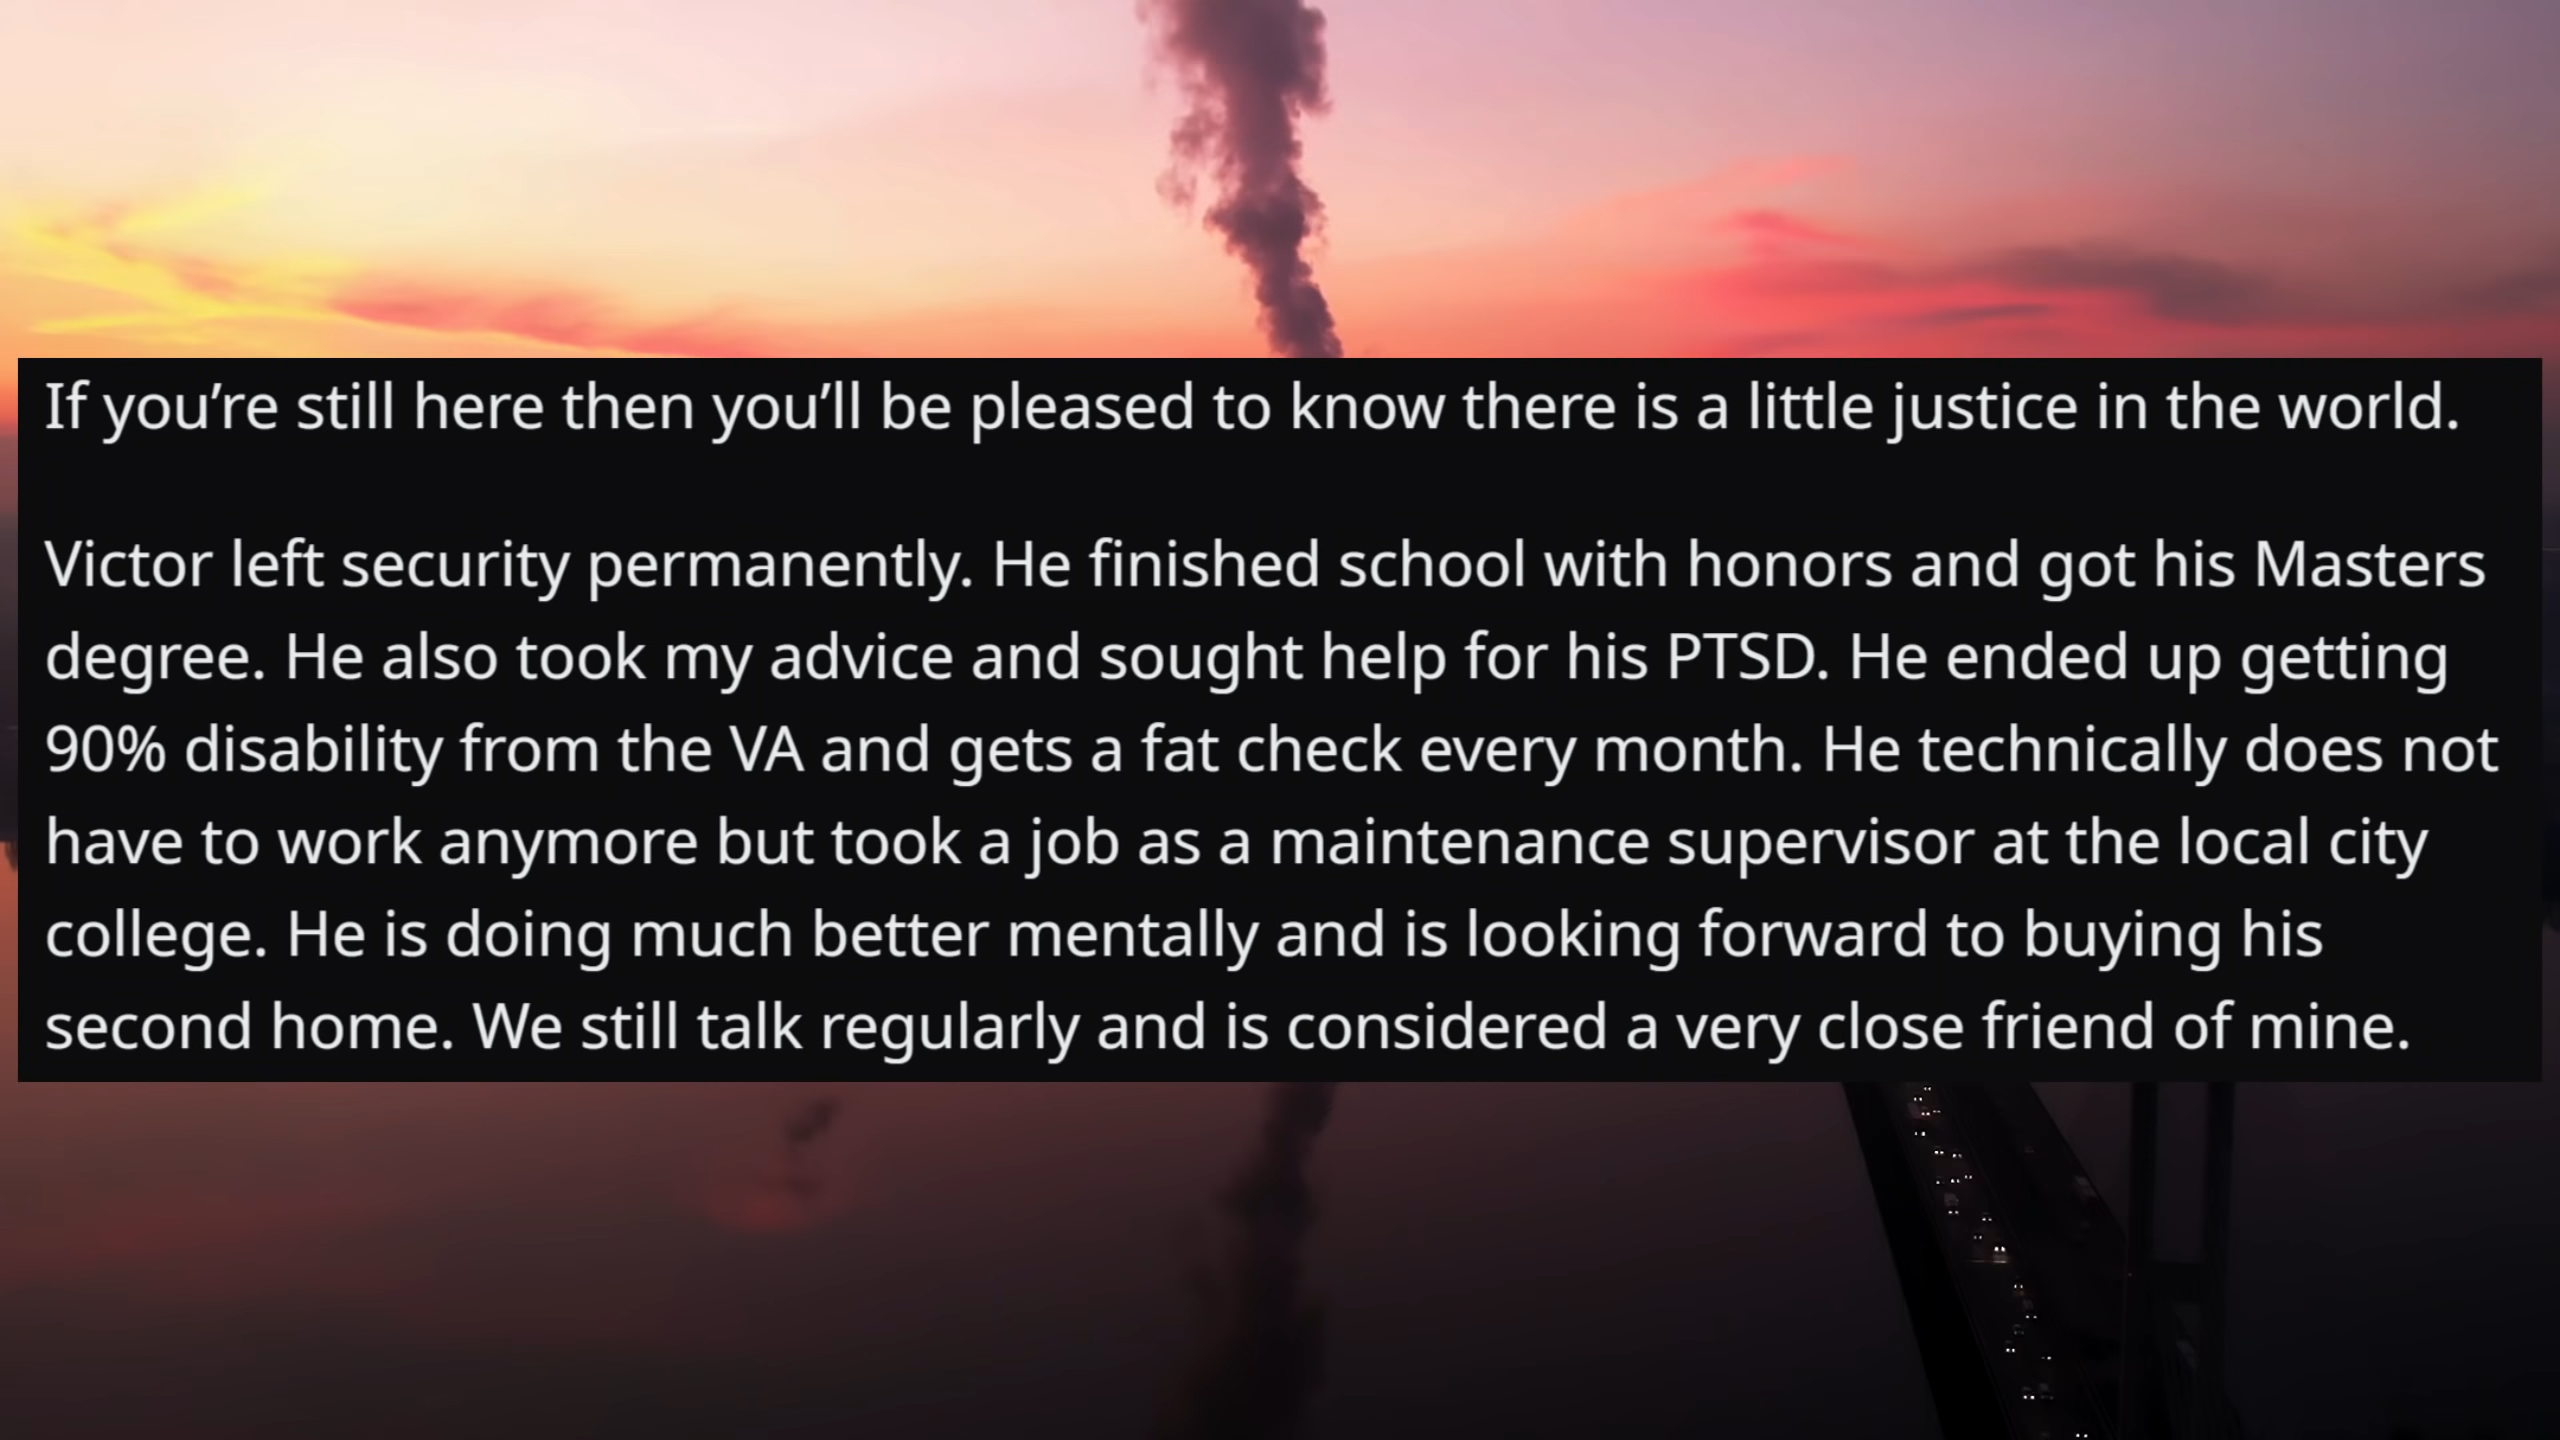 If you’re still here then you’ll be pleased to know there is a little justice in the world.
Victor left security permanently. He finished school with honors and got his Masters
degree. He also took my advice and sought help for his PTSD. He ended up getting
90% disability from the VA and gets a fat check every month. He technically does not
have to work anymore but took a job as a maintenance supervisor at the local city
college. He is doing much better mentally and is looking forward to buying his
second home. We still talk regularly and is considered a very close friend of mine.